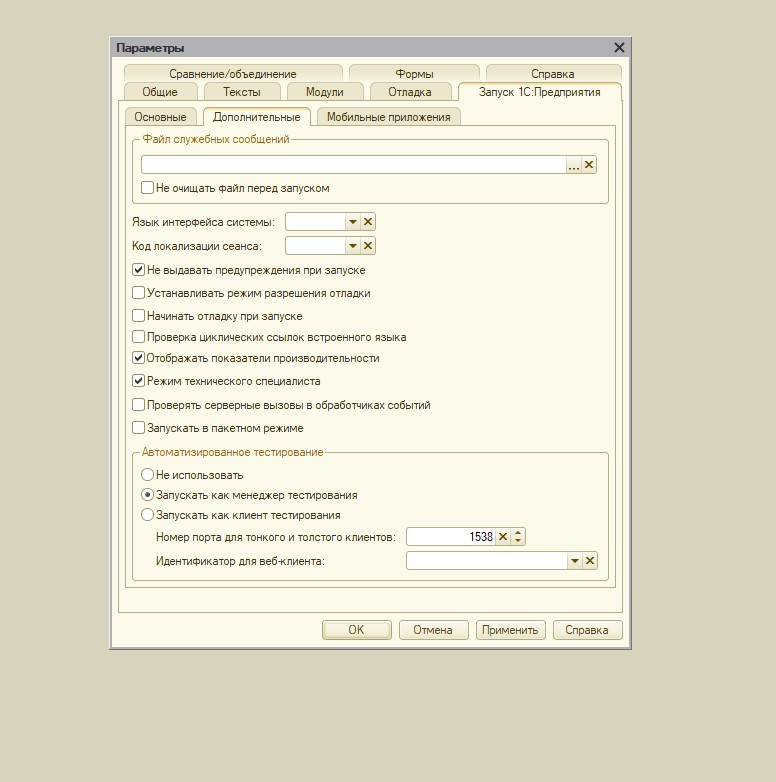 Параметры
Сравнение/объединение Формы Справка
Общие Тексты Модули Отладка Запуск 1С:Предприятия
Основные Дополнительные Мобильные приложения
Файл служебных сообщений
...
Не очищать файл перед запуском
Язык интерфейса системы:
Код локализации сеанса:
Не выдавать предупреждения при запуске
Устанавливать режим разрешения отладки
Начинать отладку при запуске
Проверка циклических ссылок встроенного языка
Отображать показатели производительности
Режим технического специалиста
Проверять серверные вызовы в обработчиках событий
Запускать в пакетном режиме
Автоматизированное тестирование
Не использовать
Запускать как менеджер тестирования
Запускать как клиент тестирования
Номер порта для тонкого и толстого клиентов: 1538
Идентификатор для веб-клиента:
OK Отмена Применить Справка